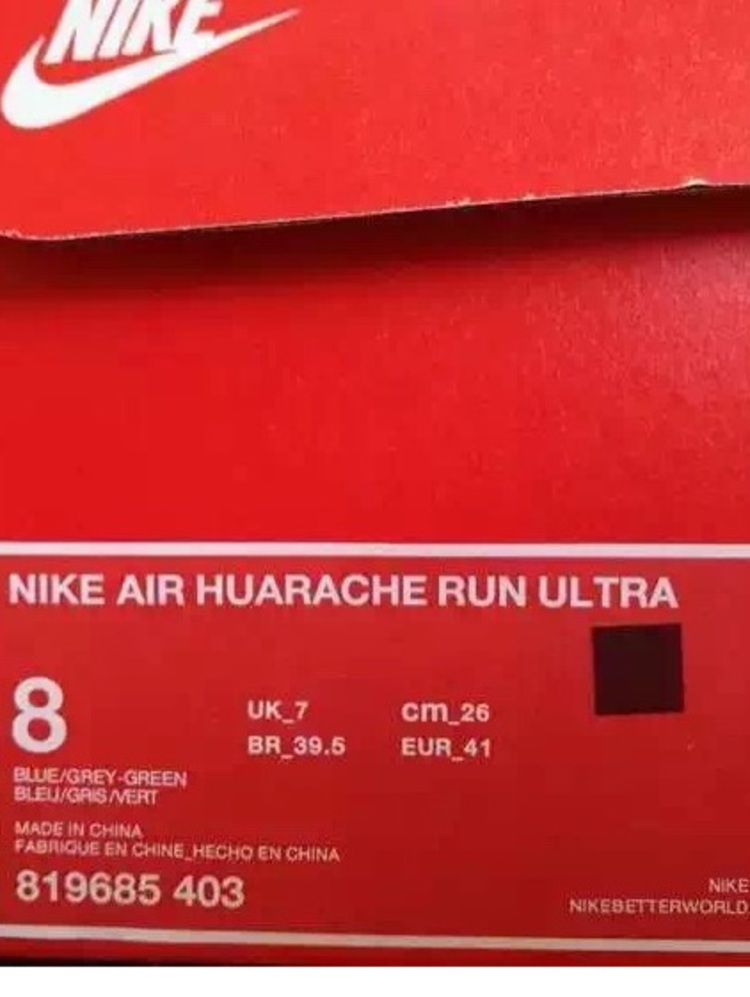 NIKE
NIKE AIR HUARACHE RUN ULTRA
8
UK_7 cm_26
BR_39.5 EUR_41
BLUE/GREY-GREEN
BLEU/GRIS/VERT
MADE IN CHINA
FABRIQUE EN CHINE_HECHO EN CHINA
819685 403
NIKE
NIKEBETTERWORLD